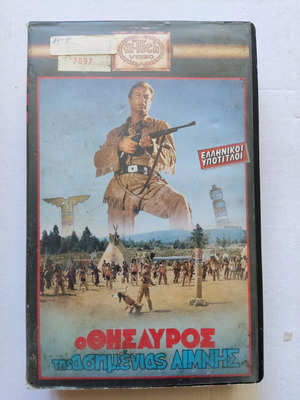 7097
hi-tech
VIDEO
ΕΛΛΗΝΙΚΟΙ
ΥΠΟΤΙΤΛΟΙ
Ο ΘΗΣΑΥΡΟΣ
της ασημένιας ΛΙΜΝΗΣ